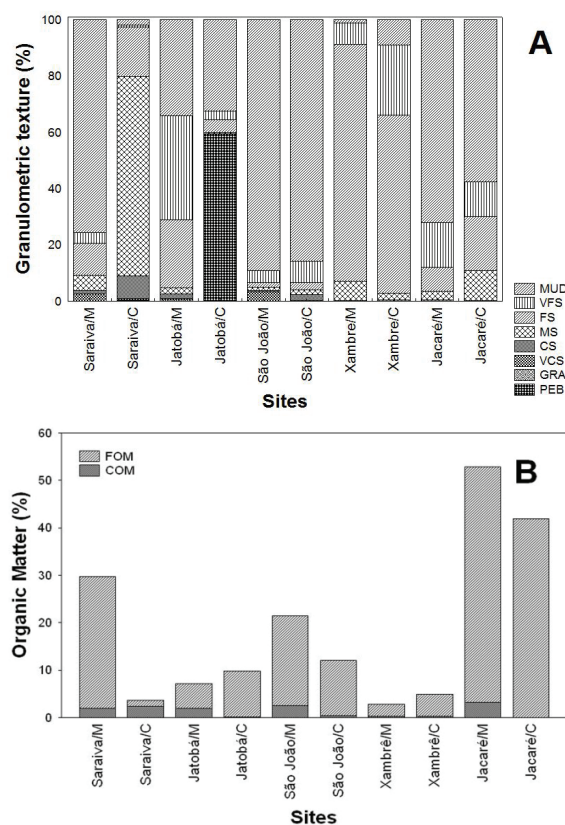 A
Granulometric texture (%)
100
80
60
40
20
0
Saraiva/M
Saraiva/C
Jatobá/M
Jatobá/C
São João/M
São João/C
Xambre/M
Xambre/C
Jacaré/M
Jacaré/C
Sites
MUD
VFS
FS
MS
CS
VCS
GRA
PEB
B
Organic Matter (%)
60
50
40
30
20
10
0
FOM
COM
Saraiva/M
Saraiva/C
Jatobá/M
Jatobá/C
São João/M
São João/C
Xambrê/M
Xambrê/C
Jacaré/M
Jacaré/C
Sites